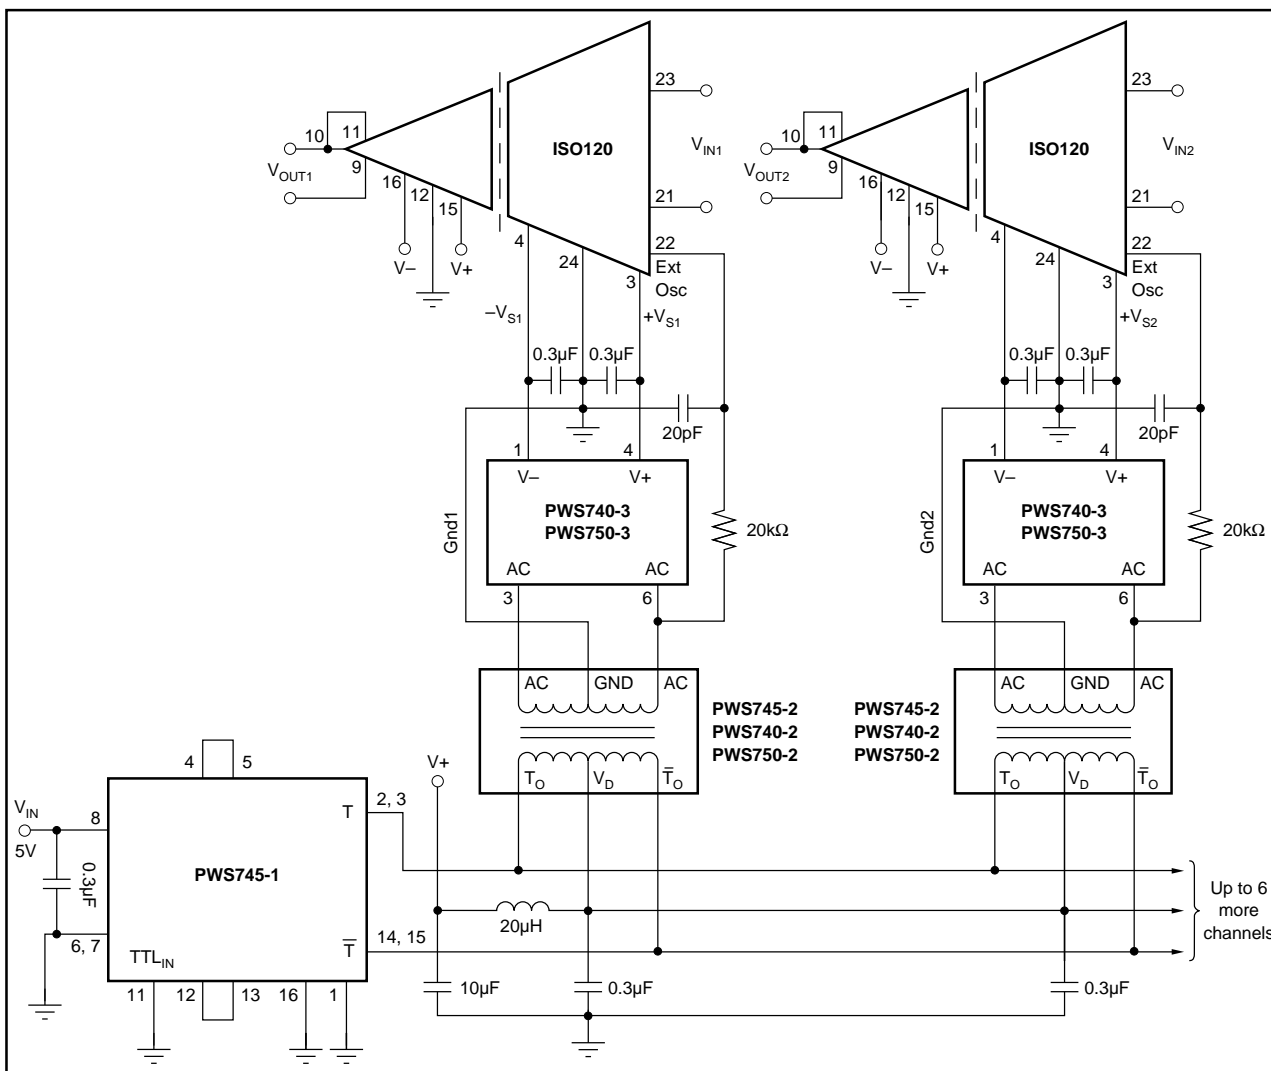 23
10
11
ISO120
V_IN1
V_OUT1
9
16
12
15
21
4
22
24
Ext
Osc
3
V–
V+
–V_S1
+V_S1
0.3µF
0.3µF
20pF
1
4
V–
V+
PWS740-3
PWS750-3
Gnd1
20kΩ
AC
AC
3
6
AC
GND
AC
PWS745-2
PWS740-2
PWS750-2
T_O
V_D
T̅_O
23
10
11
ISO120
V_IN2
V_OUT2
9
16
12
15
21
4
22
24
Ext
Osc
3
V–
V+
+V_S2
0.3µF
0.3µF
20pF
1
4
V–
V+
PWS740-3
PWS750-3
Gnd2
20kΩ
AC
AC
3
6
AC
GND
AC
PWS745-2
PWS740-2
PWS750-2
T_O
V_D
T̅_O
4
5
V+
V_IN
8
2, 3
T
5V
0.3µF
PWS745-1
20µH
6, 7
14, 15
TTL_IN
T̅
11
12
13
16
1
10µF
0.3µF
0.3µF
Up to 6
more
channels